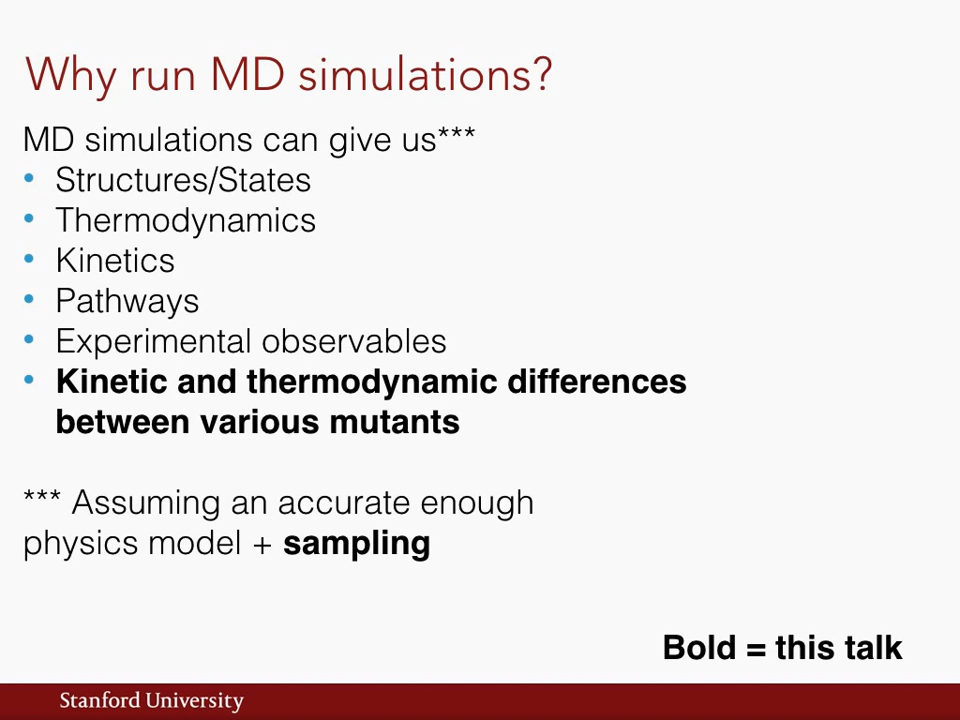 Why run MD simulations?
MD simulations can give us***
• Structures/States
• Thermodynamics
• Kinetics
• Pathways
• Experimental observables
• Kinetic and thermodynamic differences
between various mutants
*** Assuming an accurate enough
physics model + sampling
Bold = this talk
Stanford University